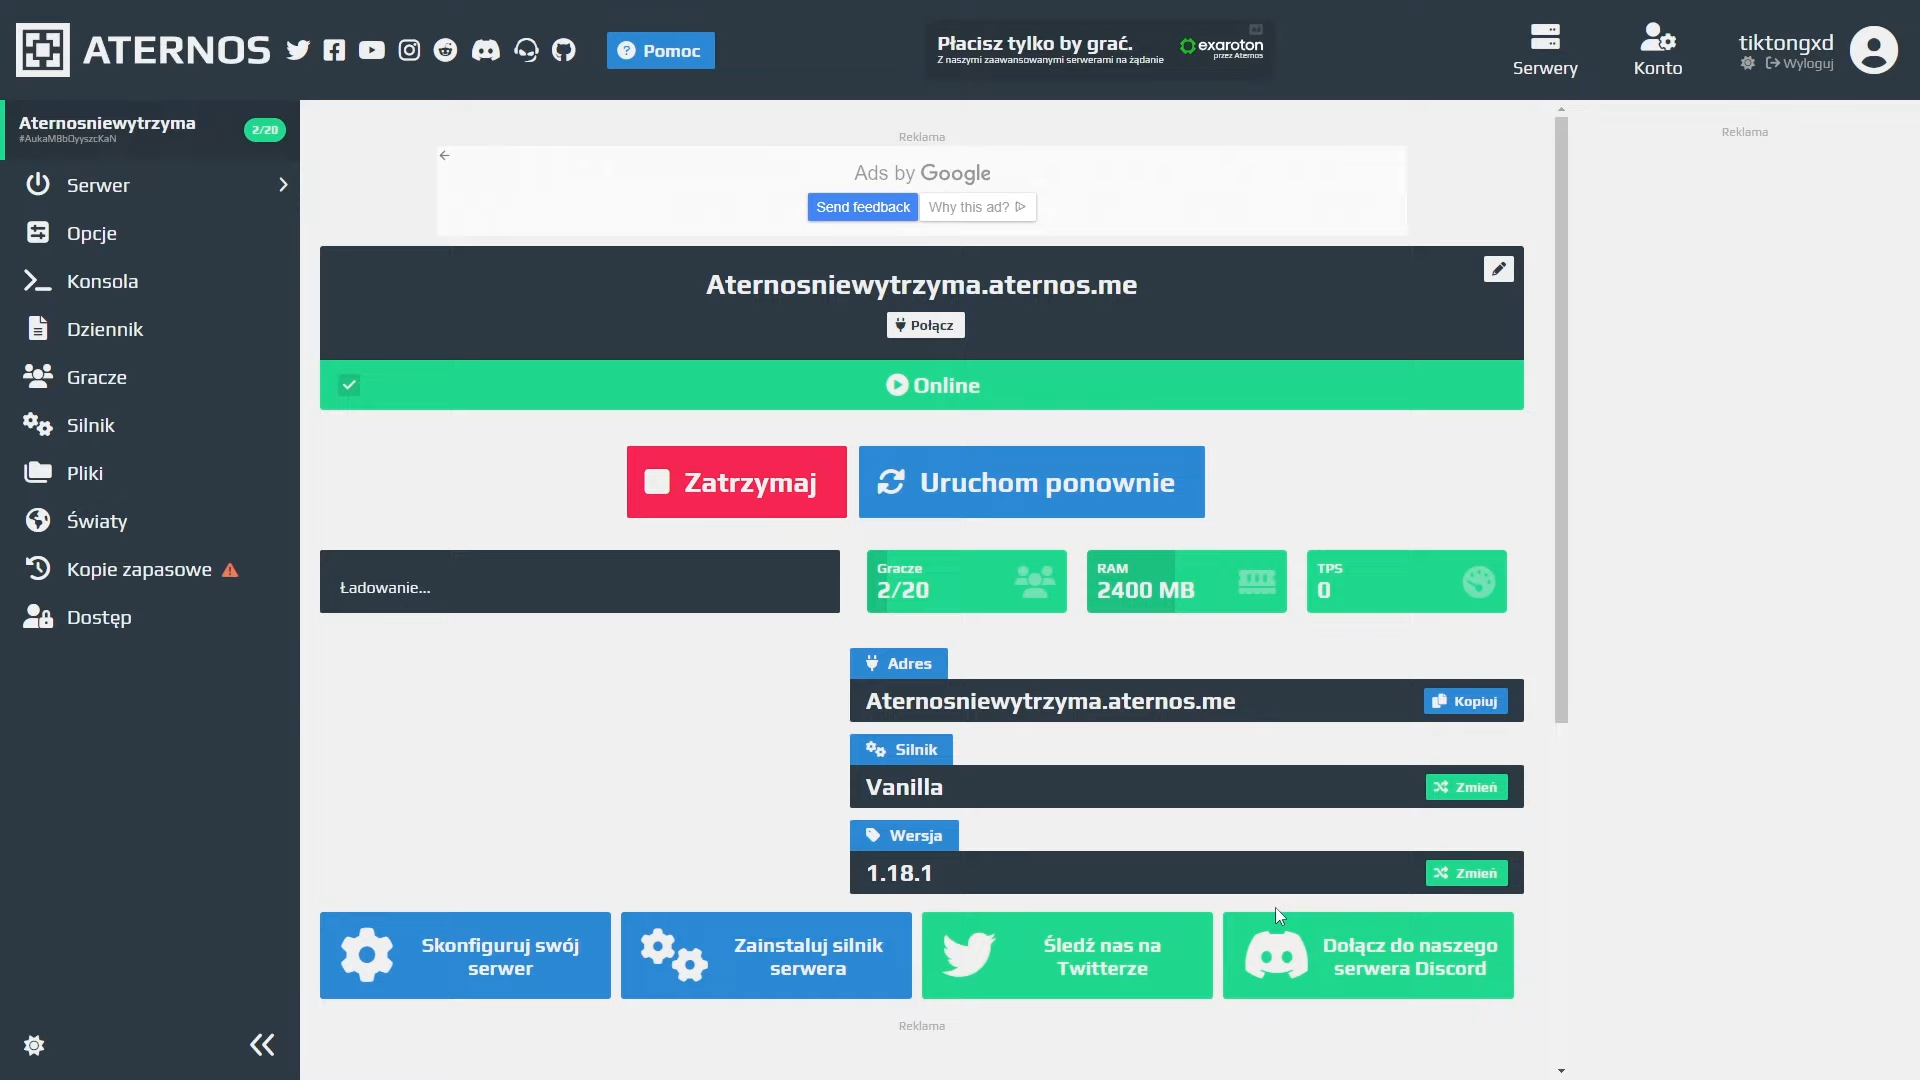 ATERNOS
Pomoc
Płacisz tylko by grać.
Z naszymi zaawansowanymi serwerami na żądanie
exaroton
przez Aternos
Serwery
Konto
tiktongxd
Wyloguj
Aternosniewytrzyma
2/20
Serwer
Opcje
Konsola
Dziennik
Gracze
Silnik
Pliki
Światy
Kopie zapasowe
Dostęp
Reklama
Ads by Google
Send feedback
Why this ad?
Aternosniewytrzyma.aternos.me
Połącz
Online
Zatrzymaj
Uruchom ponownie
Ładowanie...
Gracze
2/20
RAM
2400 MB
TPS
0
Adres
Aternosniewytrzyma.aternos.me
Kopiuj
Silnik
Vanilla
Zmień
Wersja
1.18.1
Zmień
Skonfiguruj swój
serwer
Zainstaluj silnik
serwera
Śledź nas na
Twitterze
Dołącz do naszego
serwera Discord
Reklama
Reklama